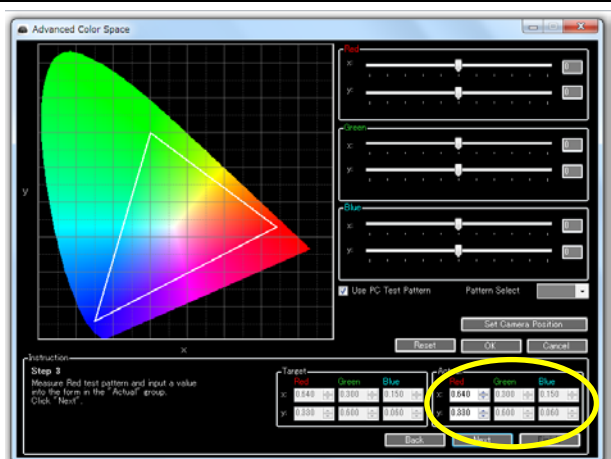 Advanced Color Space
Red
x:
0
y:
0
Green
x:
0
y:
0
Blue
x:
0
y:
0
y
x
Use PC Test Pattern
Pattern Select
Set Camera Position
Reset
OK
Cancel
Instruction
Step 3
Measure Red test pattern and input a value
into the form in the "Actual" group.
Click "Next".
Target
Red Green Blue
x: 0.640 0.300 0.150
y: 0.330 0.600 0.060
Red Green Blue
x: 0.640 0.300 0.150
y: 0.330 0.600 0.060
Back
Next